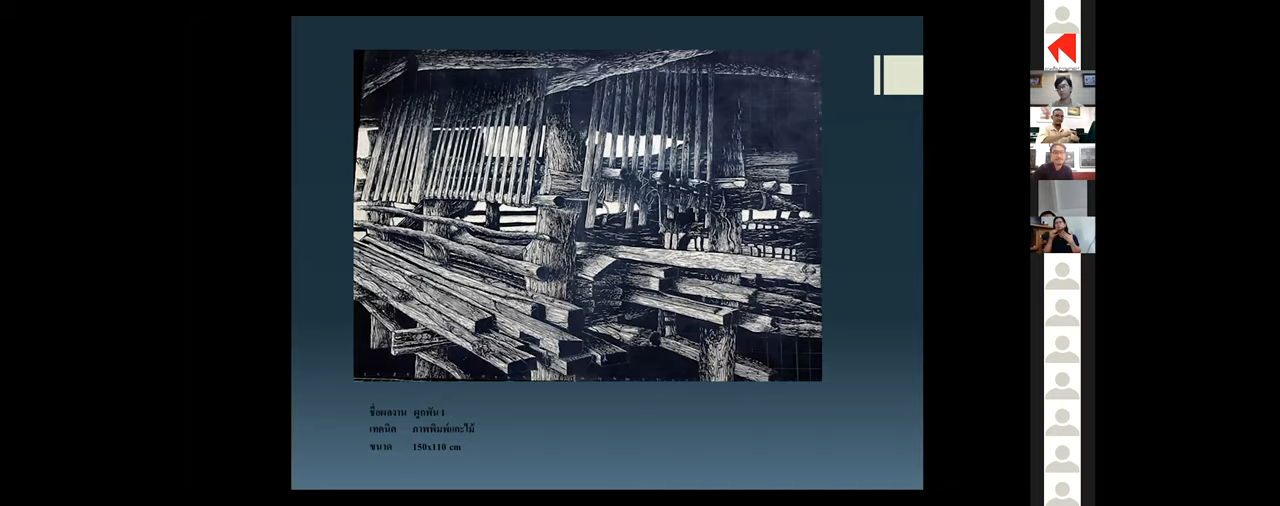 ชื่อผลงาน ผูกพัน 1
เทคนิค ภาพพิมพ์แกะไม้
ขนาด 150x110 cm